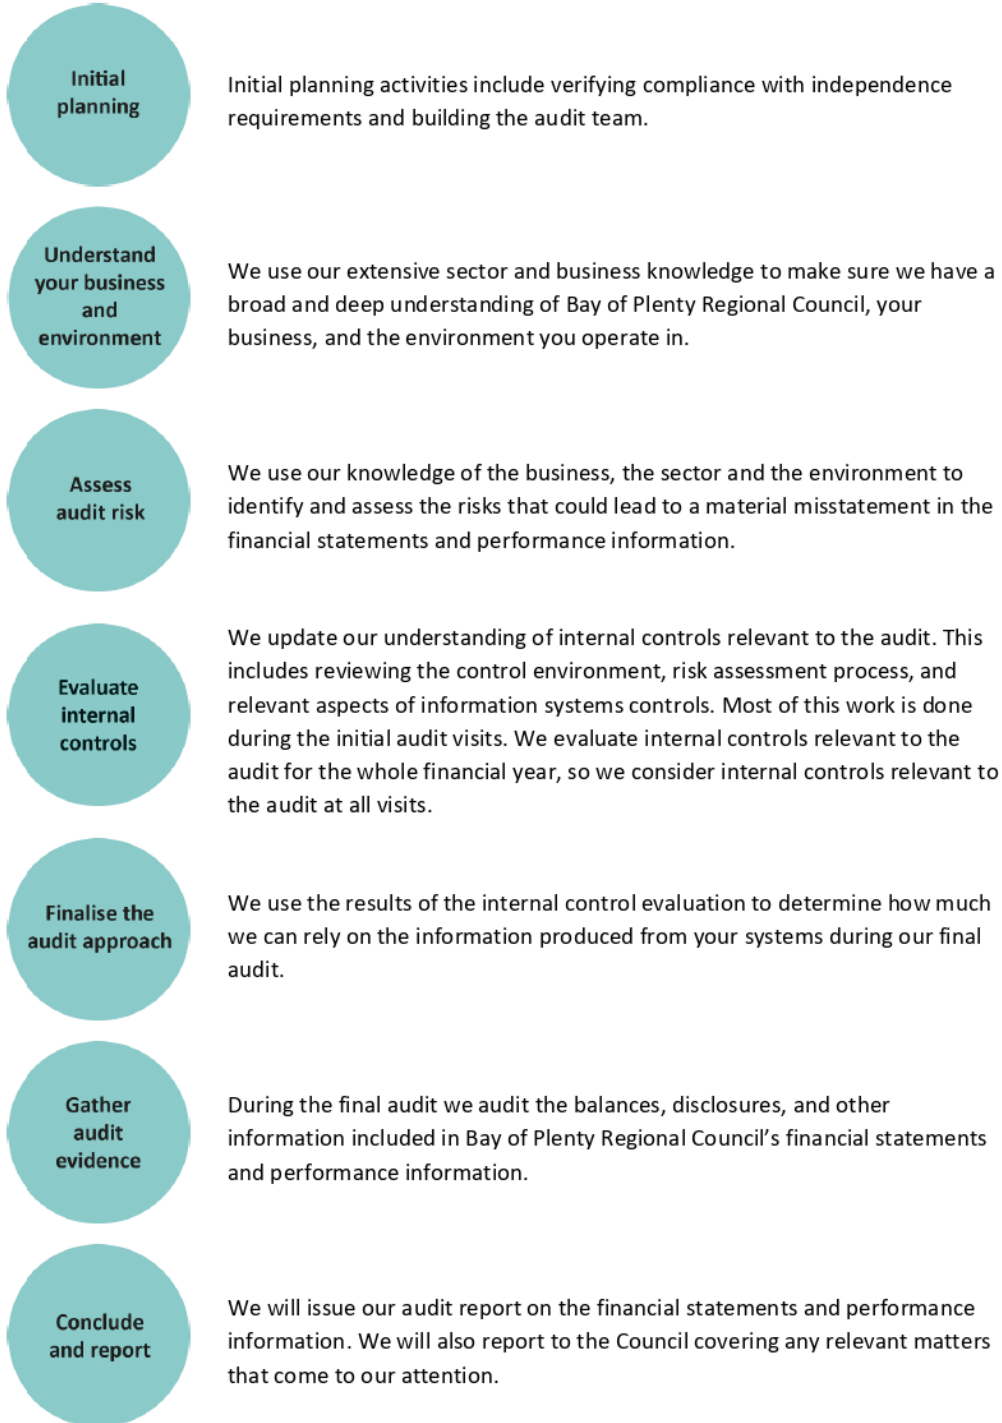 Initial
planning
Initial planning activities include verifying compliance with independence
requirements and building the audit team.
Understand
your business
and
environment
We use our extensive sector and business knowledge to make sure we have a
broad and deep understanding of Bay of Plenty Regional Council, your
business, and the environment you operate in.
Assess
audit risk
We use our knowledge of the business, the sector and the environment to
identify and assess the risks that could lead to a material misstatement in the
financial statements and performance information.
Evaluate
internal
controls
We update our understanding of internal controls relevant to the audit. This
includes reviewing the control environment, risk assessment process, and
relevant aspects of information systems controls. Most of this work is done
during the initial audit visits. We evaluate internal controls relevant to the
audit for the whole financial year, so we consider internal controls relevant to
the audit at all visits.
Finalise the
audit approach
We use the results of the internal control evaluation to determine how much
we can rely on the information produced from your systems during our final
audit.
Gather
audit
evidence
During the final audit we audit the balances, disclosures, and other
information included in Bay of Plenty Regional Council’s financial statements
and performance information.
Conclude
and report
We will issue our audit report on the financial statements and performance
information. We will also report to the Council covering any relevant matters
that come to our attention.